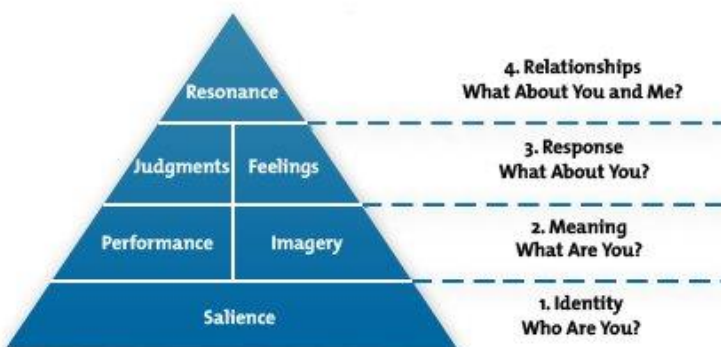 Resonance
4. Relationships
What About You and Me?
Judgments
Feelings
3. Response
What About You?
Performance
Imagery
2. Meaning
What Are You?
Salience
1. Identity
Who Are You?